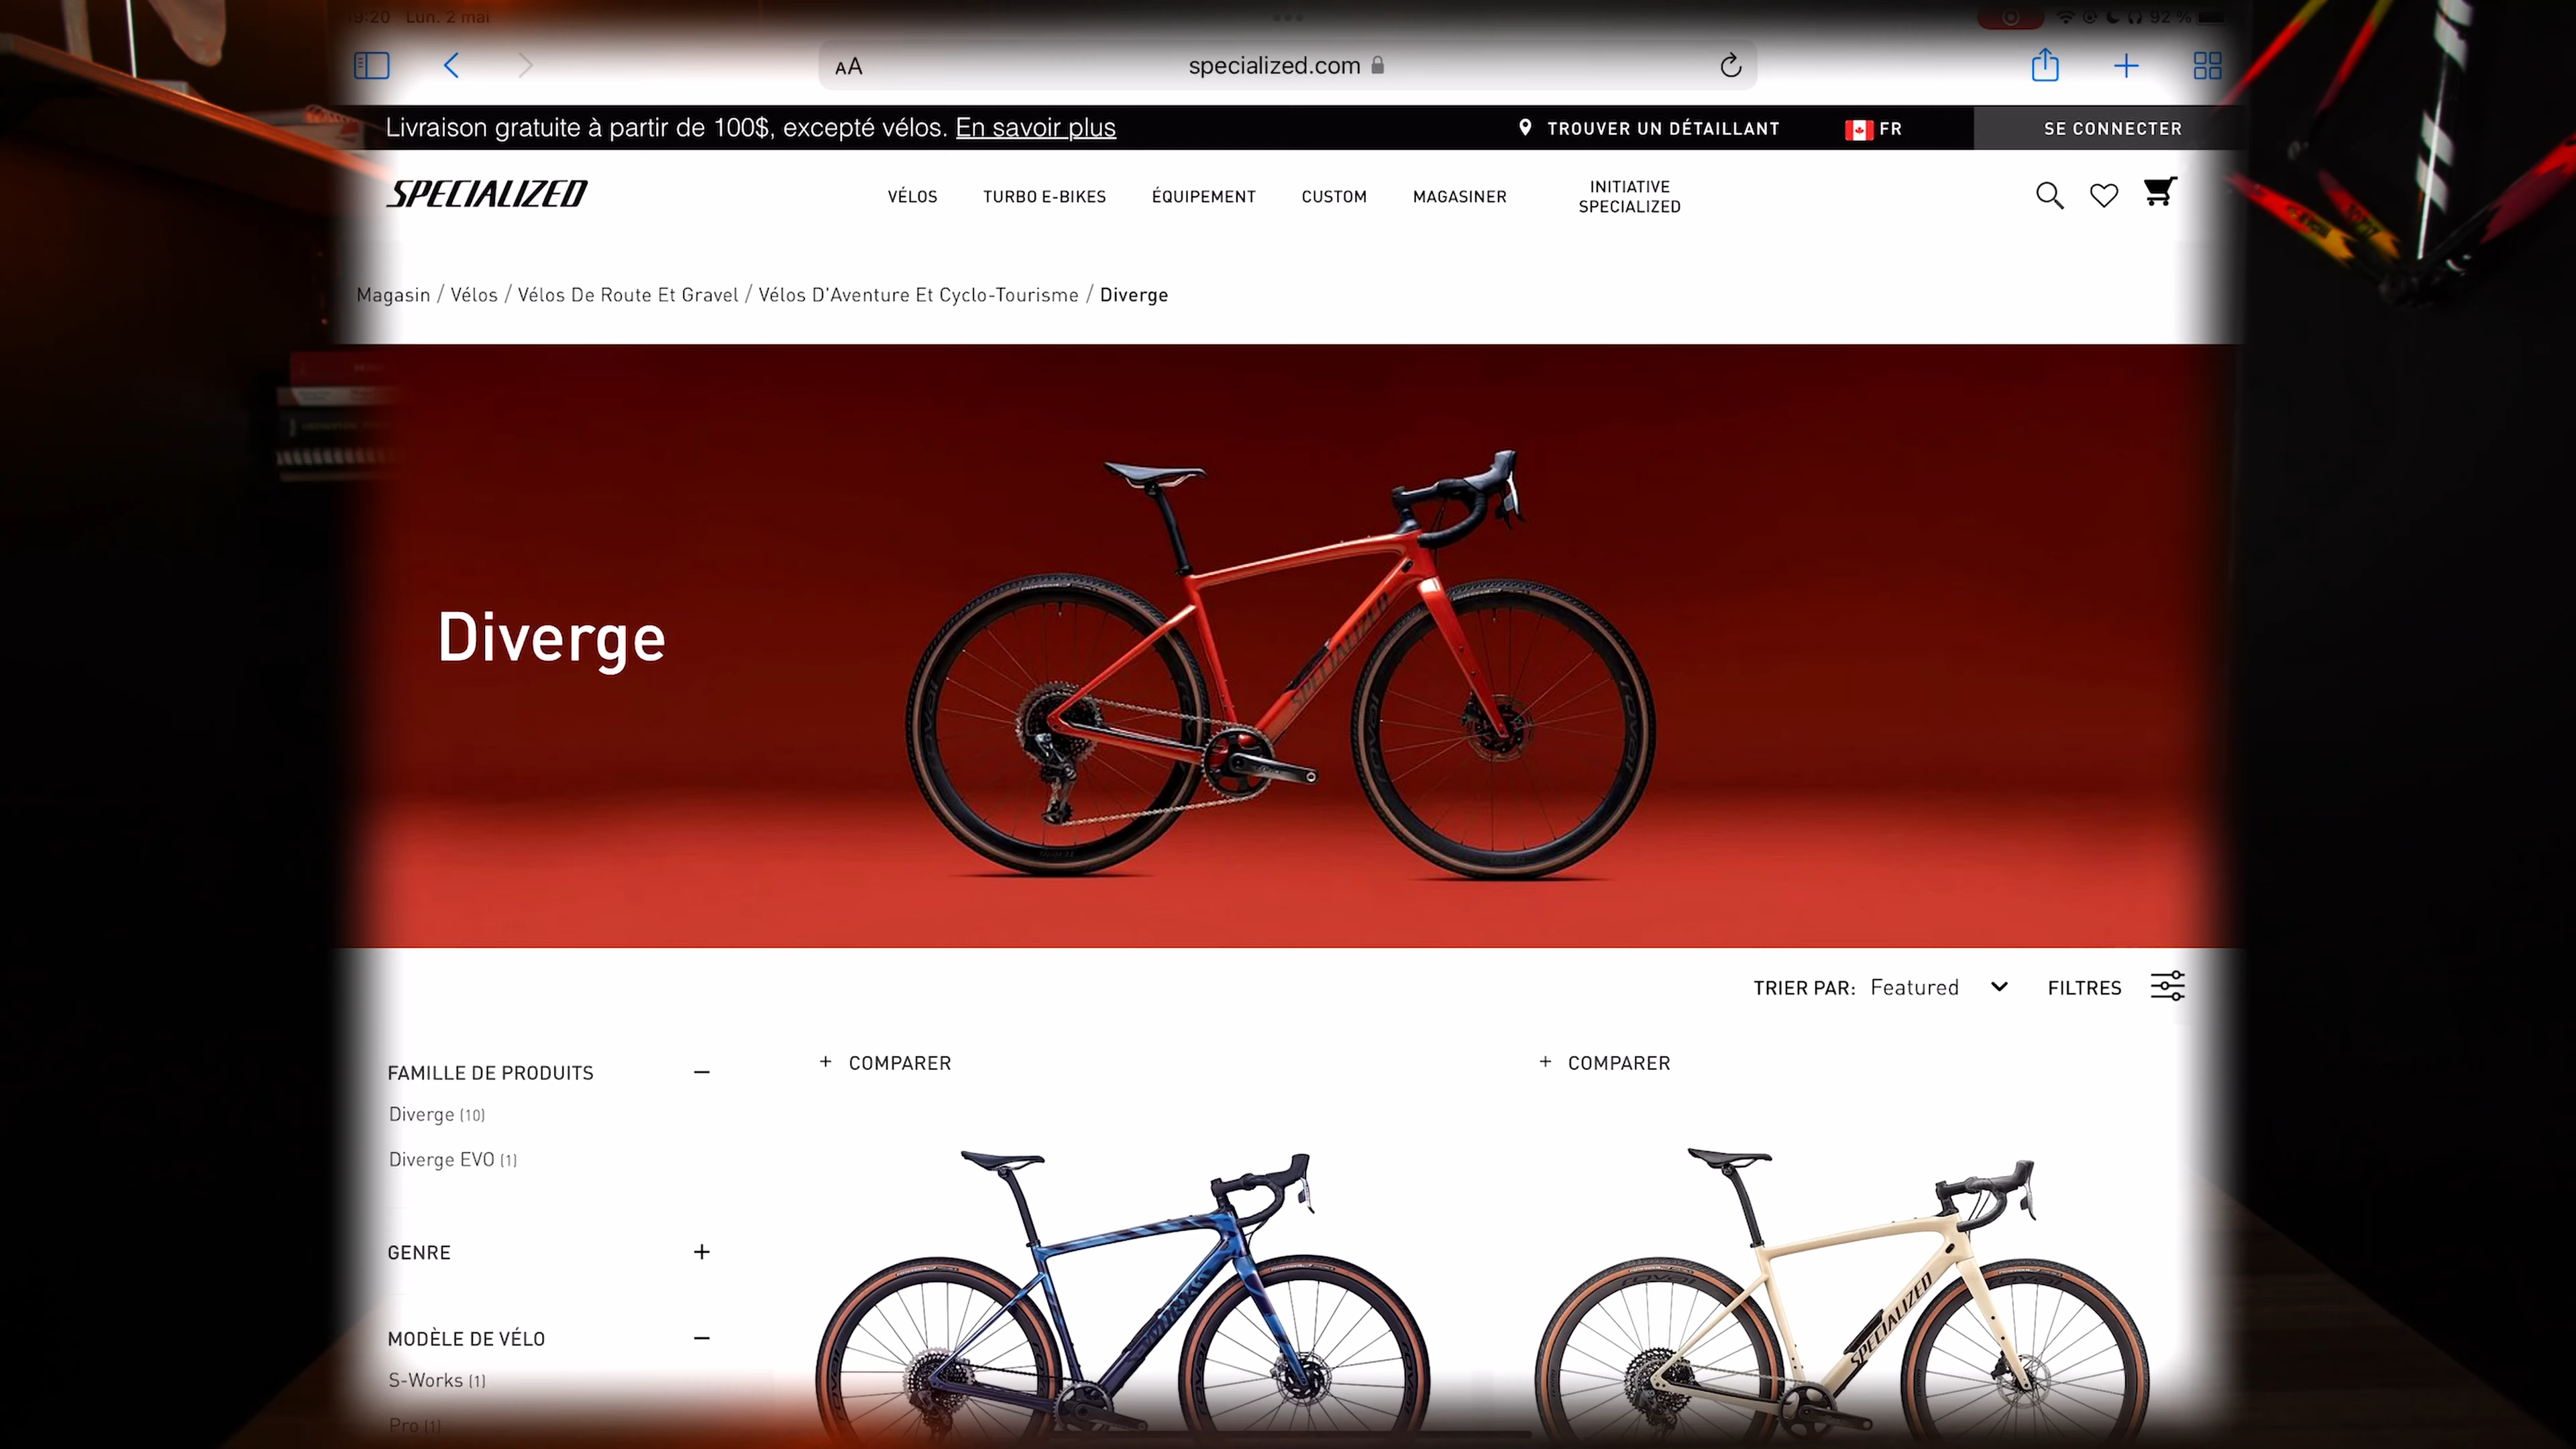 19:20 Lun. 2 mai
92 %
AA
specialized.com
Livraison gratuite à partir de 100$, excepté vélos. En savoir plus
TROUVER UN DÉTAILLANT
FR
SE CONNECTER
SPECIALIZED
VÉLOS
TURBO E-BIKES
ÉQUIPEMENT
CUSTOM
MAGASINER
INITIATIVE
SPECIALIZED
Magasin / Vélos / Vélos De Route Et Gravel / Vélos D'Aventure Et Cyclo-Tourisme / Diverge
Diverge
SPECIALIZED
TRIER PAR: Featured
FILTRES
FAMILLE DE PRODUITS
Diverge (10)
Diverge EVO (1)
GENRE
MODÈLE DE VÉLO
S-Works (1)
Pro (1)
+ COMPARER
+ COMPARER
SPECIALIZED